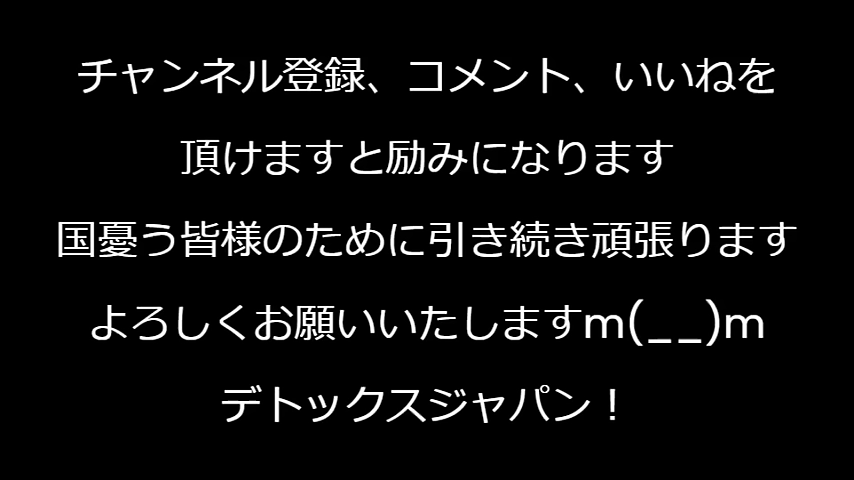 チャンネル登録、コメント、いいねを
頂けますと励みになります
国憂う皆様のために引き続き頑張ります
よろしくお願いいたしますm(__)m
デトックスジャパン！